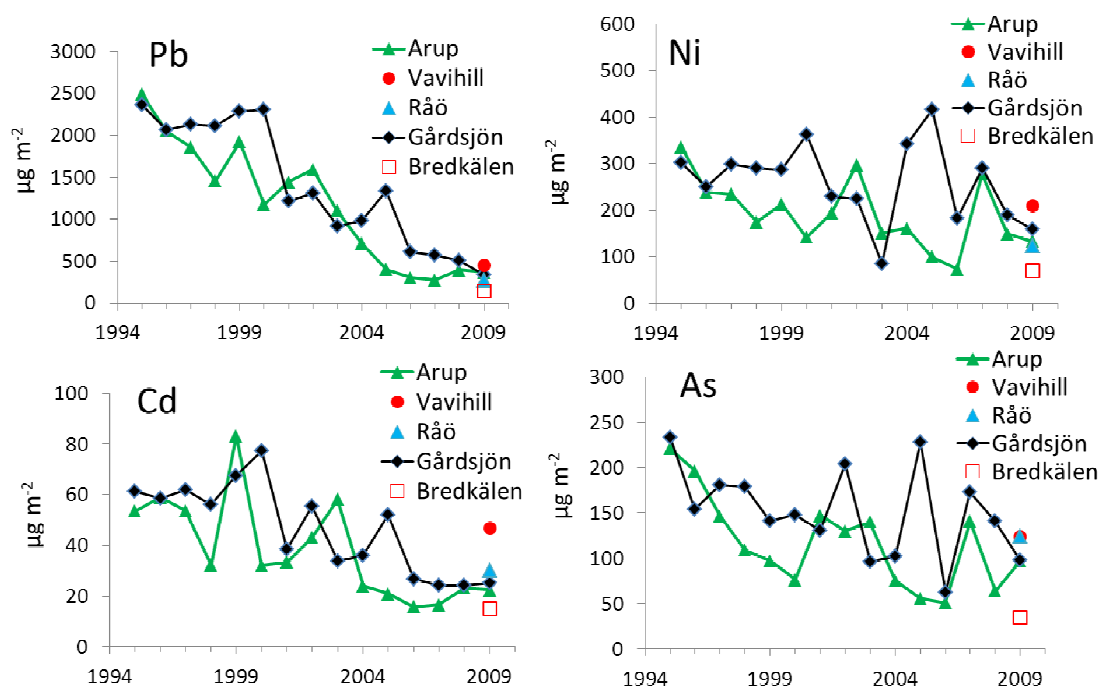 Pb
Arup
Vavihill
Råö
Gårdsjön
Bredkälen
3000
2500
2000
1500
1000
500
0
µg m-2
1994
1999
2004
2009
Ni
Arup
Vavihill
Råö
Gårdsjön
Bredkälen
600
500
400
300
200
100
0
µg m-2
1994
1999
2004
2009
Cd
Arup
Vavihill
Råö
Gårdsjön
Bredkälen
100
80
60
40
20
0
µg m-2
1994
1999
2004
2009
As
Arup
Vavihill
Råö
Gårdsjön
Bredkälen
300
250
200
150
100
50
0
µg m-2
1994
1999
2004
2009